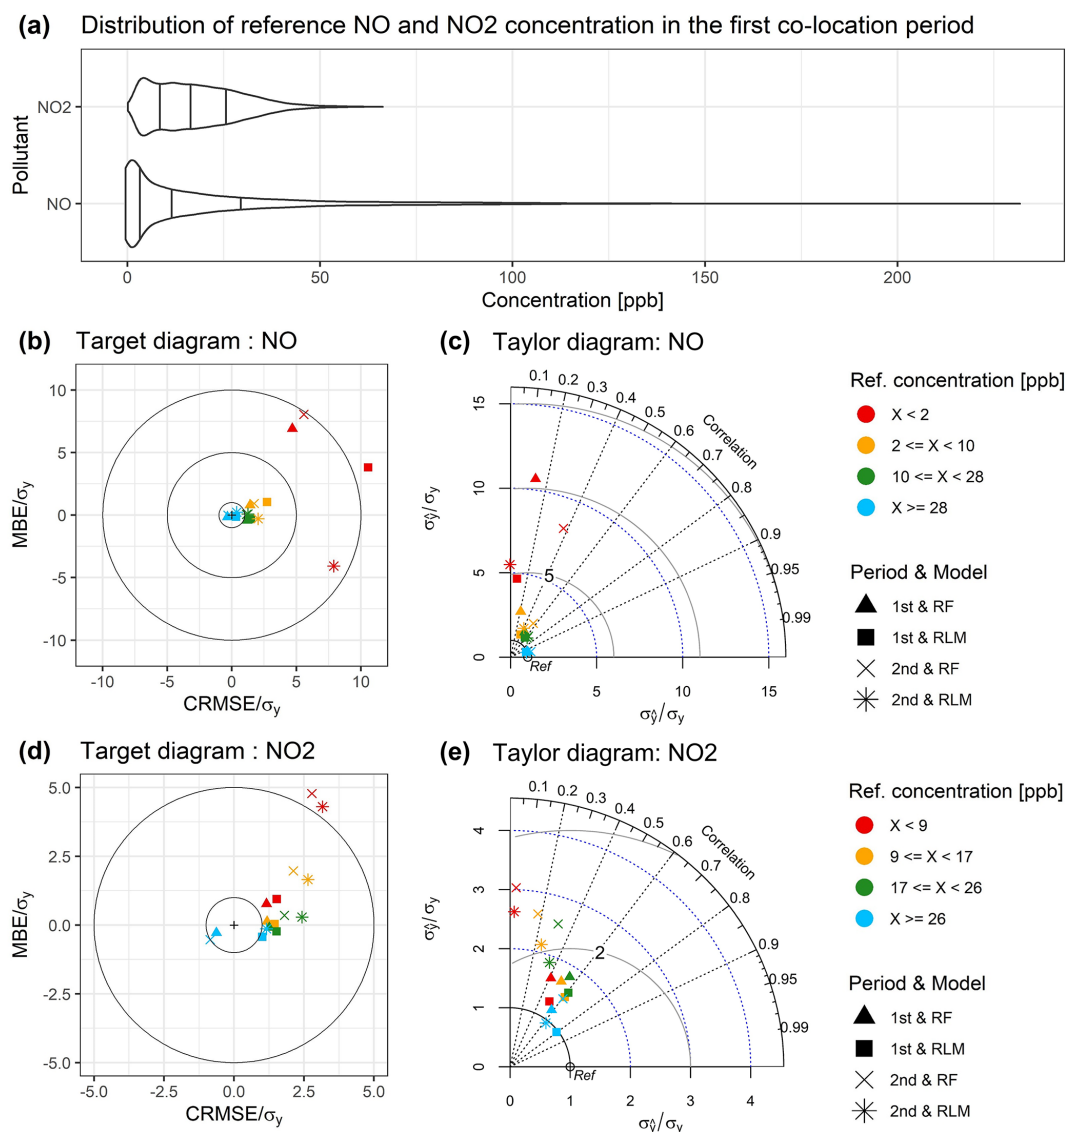 (a) Distribution of reference NO and NO2 concentration in the first co-location period
Pollutant
NO2
NO
0 50 100 150 200
Concentration [ppb]
(b) Target diagram : NO
MBE/σy
10
5
0
-5
-10
-10 -5 0 5 10
CRMSE/σy
(c) Taylor diagram: NO
σŷ/σy
15
10
5
0
0.1 0.2 0.3 0.4 0.5 0.6 0.7 0.8 0.9 0.95 0.99
Correlation
5
Ref
0 5 10 15
σŷ/σy
Ref. concentration [ppb]
X < 2
2 <= X < 10
10 <= X < 28
X >= 28
Period & Model
1st & RF
1st & RLM
2nd & RF
2nd & RLM
(d) Target diagram : NO2
MBE/σy
5.0
2.5
0.0
-2.5
-5.0
-5.0 -2.5 0.0 2.5 5.0
CRMSE/σy
(e) Taylor diagram: NO2
σŷ/σy
4
3
2
1
0
0.1 0.2 0.3 0.4 0.5 0.6 0.7 0.8 0.9 0.95 0.99
Correlation
2
Ref
0 1 2 3 4
σŷ/σy
Ref. concentration [ppb]
X < 9
9 <= X < 17
17 <= X < 26
X >= 26
Period & Model
1st & RF
1st & RLM
2nd & RF
2nd & RLM